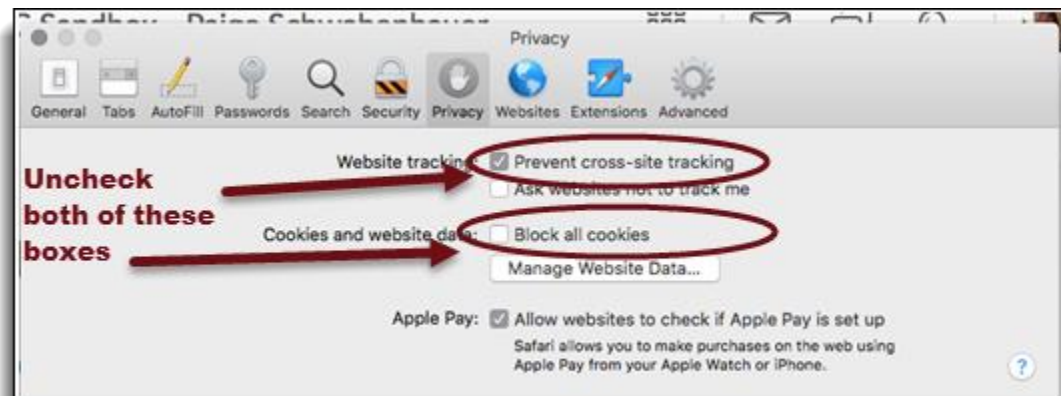 Privacy
General Tabs AutoFill Passwords Search Security Privacy Websites Extensions Advanced
Website tracking: Prevent cross-site tracking
Ask websites not to track me
Uncheck
both of these
boxes
Cookies and website data: Block all cookies
Manage Website Data...
Apple Pay: Allow websites to check if Apple Pay is set up
Safari allows you to make purchases on the web using
Apple Pay from your Apple Watch or iPhone.
?